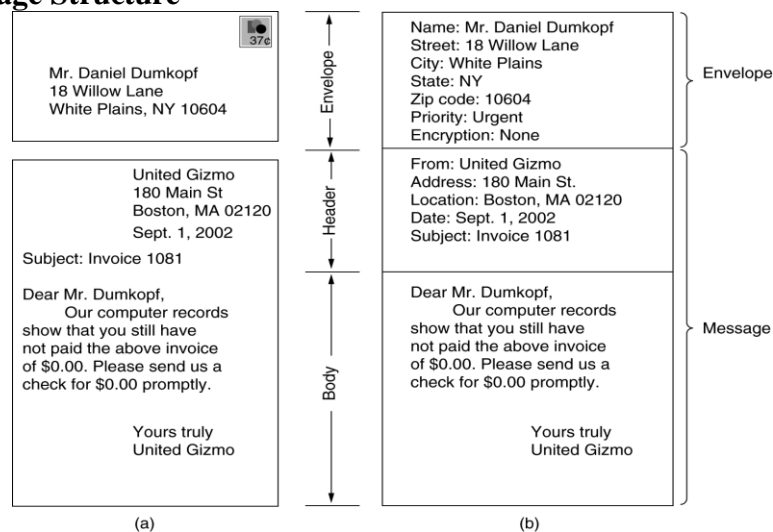 age Structure
37¢
Mr. Daniel Dumkopf
18 Willow Lane
White Plains, NY 10604
United Gizmo
180 Main St
Boston, MA 02120
Sept. 1, 2002
Subject: Invoice 1081
Dear Mr. Dumkopf,
Our computer records
show that you still have
not paid the above invoice
of $0.00. Please send us a
check for $0.00 promptly.
Yours truly
United Gizmo
(a)
Envelope
Header
Body
Name: Mr. Daniel Dumkopf
Street: 18 Willow Lane
City: White Plains
State: NY
Zip code: 10604
Priority: Urgent
Encryption: None
From: United Gizmo
Address: 180 Main St.
Location: Boston, MA 02120
Date: Sept. 1, 2002
Subject: Invoice 1081
Dear Mr. Dumkopf,
Our computer records
show that you still have
not paid the above invoice
of $0.00. Please send us a
check for $0.00 promptly.
Yours truly
United Gizmo
(b)
Envelope
Message